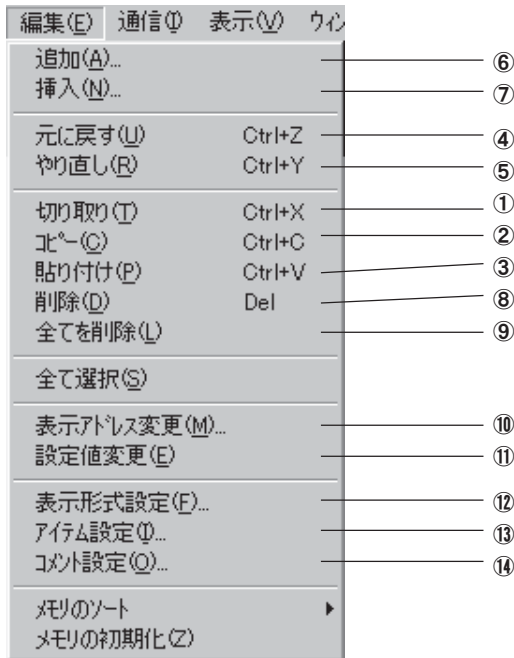 編集(E) 通信(I) 表示(V) ウィン
追加(A)... ⑥
挿入(N)... ⑦
元に戻す(U) Ctrl+Z ④
やり直し(R) Ctrl+Y ⑤
切り取り(T) Ctrl+X ①
コピー(C) Ctrl+C ②
貼り付け(P) Ctrl+V ③
削除(D) Del ⑧
全てを削除(L) ⑨
全て選択(S)
表示アドレス変更(M)... ⑩
設定値変更(E) ⑪
表示形式設定(F)... ⑫
アイテム設定(I)... ⑬
コメント設定(O)... ⑭
メモリのソート
メモリの初期化(Z)